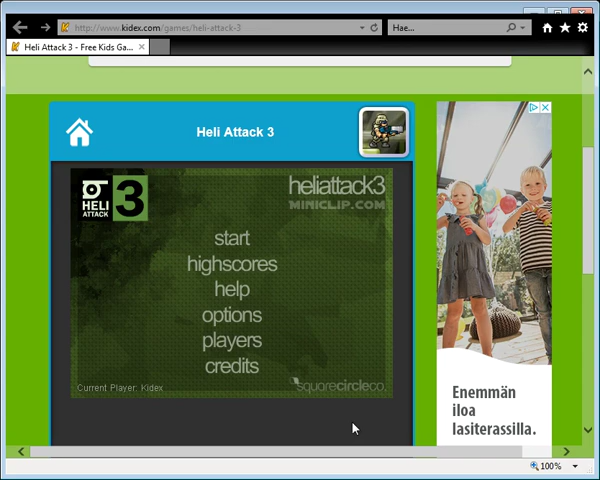 http://www.kidex.com/games/heli-attack-3
Hae...
Heli Attack 3 - Free Kids Ga...
Heli Attack 3
HELI
ATTACK
3
heliattack3
MINICLIP.COM
start
highscores
help
options
players
credits
Current Player: Kidex
squarecircleco.
Enemmän
iloa
lasiterassilla.
100%